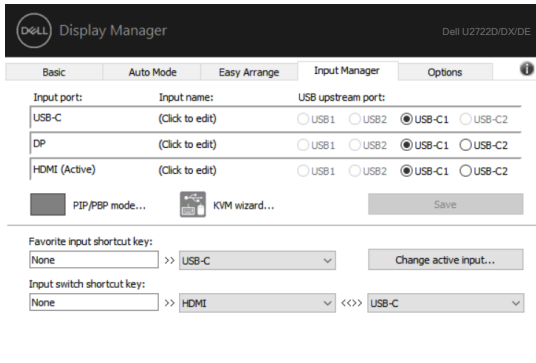 DELL Display Manager Dell U2722D/DX/DE
Basic Auto Mode Easy Arrange Input Manager Options i
Input port: Input name: USB upstream port:
USB-C (Click to edit) USB1 USB2 USB-C1 USB-C2
DP (Click to edit) USB1 USB2 USB-C1 USB-C2
HDMI (Active) (Click to edit) USB1 USB2 USB-C1 USB-C2
PIP/PBP mode... KVM wizard... Save
Favorite input shortcut key:
None >> USB-C Change active input...
Input switch shortcut key:
None >> HDMI <<>> USB-C